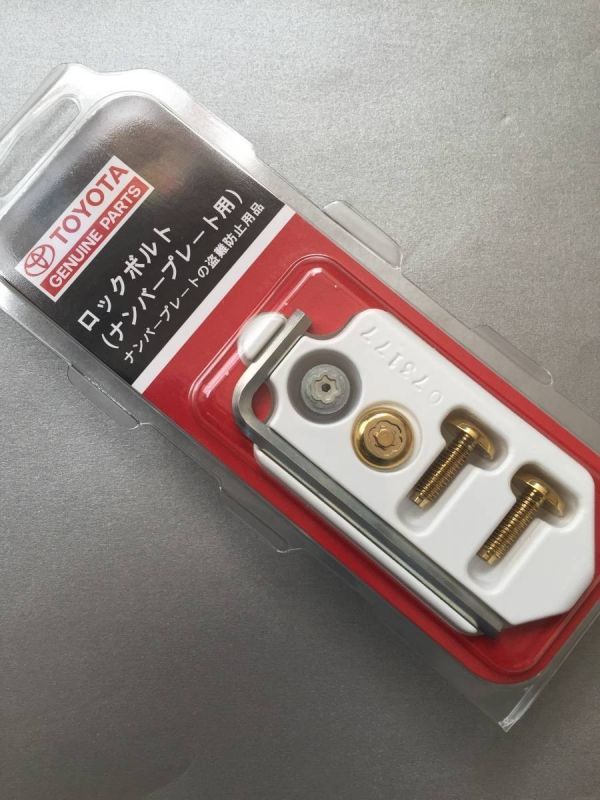 TOYOTA
GENUINE PARTS
ロックボルト
(ナンバープレート用)
ナンバープレートの盗難防止用品
073177